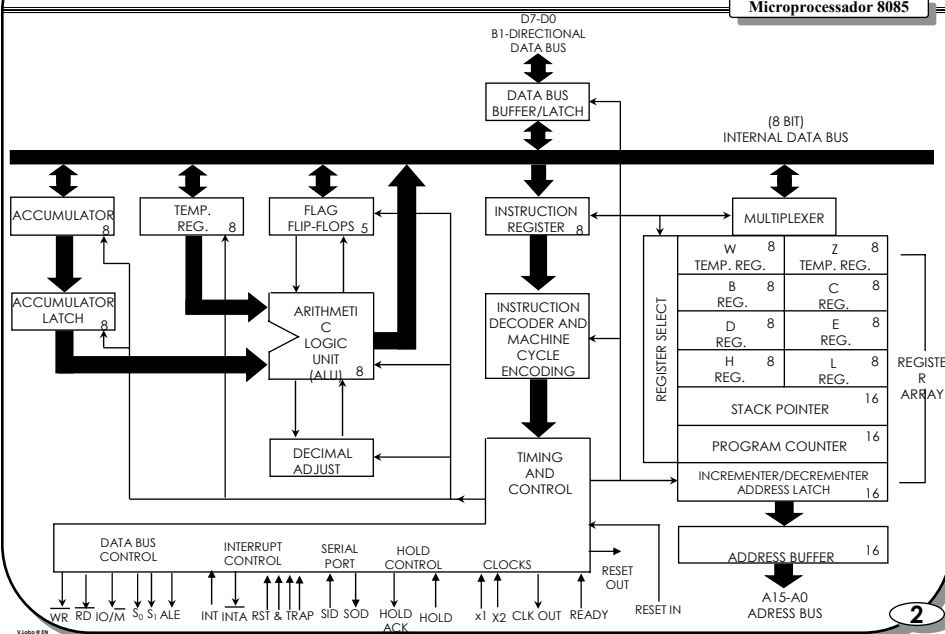 Microprocessador 8085
D7-D0
B1-DIRECTIONAL
DATA BUS
DATA BUS
BUFFER/LATCH
(8 BIT)
INTERNAL DATA BUS
ACCUMULATOR
8
TEMP.
REG. 8
FLAG
FLIP-FLOPS 5
INSTRUCTION
REGISTER 8
MULTIPLEXER
REGISTER SELECT
W 8
TEMP. REG.
Z 8
TEMP. REG.
B 8
REG.
C 8
REG.
D 8
REG.
E 8
REG.
H 8
REG.
L 8
REG.
STACK POINTER 16
PROGRAM COUNTER 16
INCREMENTER/DECREMENTER
ADDRESS LATCH 16
REGISTE
R
ARRAY
ACCUMULATOR
LATCH 8
ARITHMETI
C
LOGIC
UNIT
(ALU) 8
INSTRUCTION
DECODER AND
MACHINE
CYCLE
ENCODING
DECIMAL
ADJUST
TIMING
AND
CONTROL
ADDRESS BUFFER 16
A15-A0
ADRESS BUS
DATA BUS
CONTROL
INTERRUPT
CONTROL
SERIAL
PORT
HOLD
CONTROL
CLOCKS
RESET
OUT
RESET IN
WR RD IO/M S0 S1 ALE INT INTA RST & TRAP SID SOD HOLD
ACK HOLD x1 X2 CLK OUT READY
V.Lobo @ EN
2